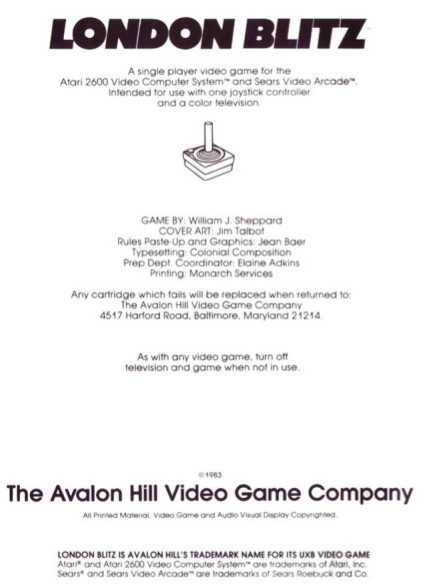 LONDON BLITZ™
A single player video game for the
Atari 2600 Video Computer System™ and Sears Video Arcade™.
Intended for use with one joystick controller
and a color television.
GAME BY: William J. Sheppard
COVER ART: Jim Talbot
Rules Paste-Up and Graphics: Jean Baer
Typesetting: Colonial Composition
Prep Dept. Coordinator: Elaine Adkins
Printing: Monarch Services
Any cartridge which fails will be replaced when returned to:
The Avalon Hill Video Game Company
4517 Harford Road, Baltimore, Maryland 21214.
As with any video game, turn off
television and game when not in use.
©1983
The Avalon Hill Video Game Company
All Printed Material, Video Game and Audio Visual Display Copyrighted.
LONDON BLITZ IS AVALON HILL'S TRADEMARK NAME FOR ITS UXB VIDEO GAME
Atari® and Atari 2600 Video Computer System™ are trademarks of Atari, Inc.
Sears® and Sears Video Arcade™ are trademarks of Sears Roebuck and Co.